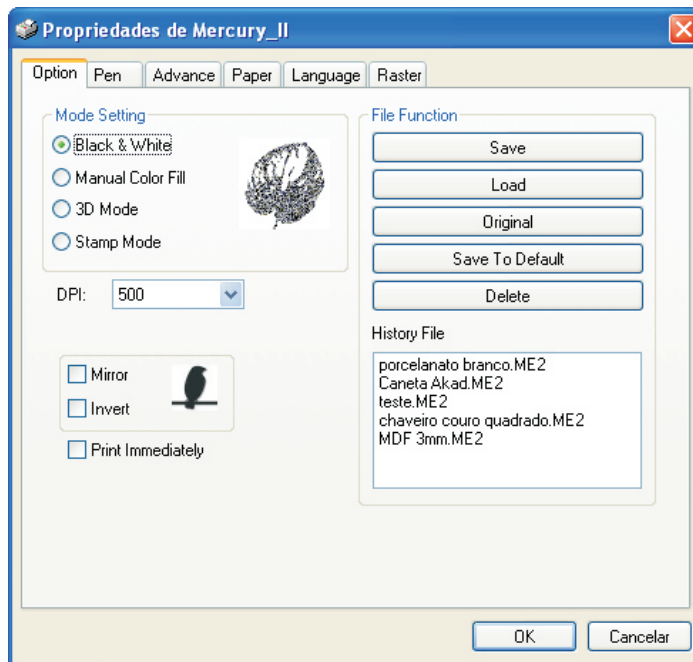 Propriedades de Mercury_II
Option Pen Advance Paper Language Raster
Mode Setting
Black & White
Manual Color Fill
3D Mode
Stamp Mode
DPI: 500
Mirror
Invert
Print Immediately
File Function
Save
Load
Original
Save To Default
Delete
History File
porcelanato branco.ME2
Caneta Akad.ME2
teste.ME2
chaveiro couro quadrado.ME2
MDF 3mm.ME2
OK Cancelar